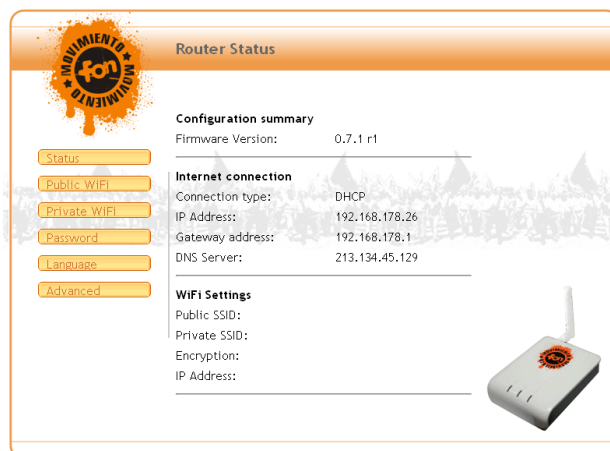 MOVIMIENTO
fon
MOVIMIENTO
Router Status
Status
Public WiFi
Private WiFi
Password
Language
Advanced
Configuration summary
Firmware Version: 0.7.1 r1
Internet connection
Connection type: DHCP
IP Address: 192.168.178.26
Gateway address: 192.168.178.1
DNS Server: 213.134.45.129
WiFi Settings
Public SSID:
Private SSID:
Encryption:
IP Address: